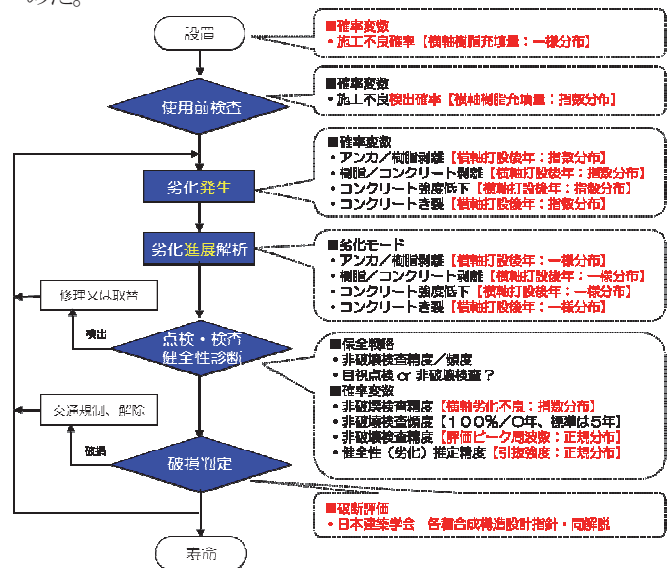 めた。
設置
■確率変数
・施工不良確率【横軸樹脂充填量：一様分布】
使用前検査
■確率変数
・施工不良検出確率【横軸樹脂充填量：指数分布】
劣化発生
■確率変数
・アンカ／樹脂剥離【横軸打設後年：指数分布】
・樹脂／コンクリート剥離【横軸打設後年：指数分布】
・コンクリート強度低下【横軸打設後年：指数分布】
・コンクリートき裂【横軸打設後年：指数分布】
劣化進展解析
■劣化モード
・アンカ／樹脂剥離【横軸打設後年：一様分布】
・樹脂／コンクリート剥離【横軸打設後年：一様分布】
・コンクリート強度低下【横軸打設後年：一様分布】
・コンクリートき裂【横軸打設後年：一様分布】
修理又は取替
検出
点検・検査
健全性診断
■保全戦略
・非破壊検査精度／頻度
・目視点検 or 非破壊検査？
■確率変数
・非破壊検査精度【横軸劣化不良：指数分布】
・非破壊検査頻度【１００％／〇年、標準は５年】
・非破壊検査精度【評価ピーク周波数：正規分布】
・健全性（劣化）推定精度【引抜強度：正規分布】
交通規制、解除
破損
破損判定
■破断評価
・日本建築学会　各種合成構造設計指針・同解説
寿命